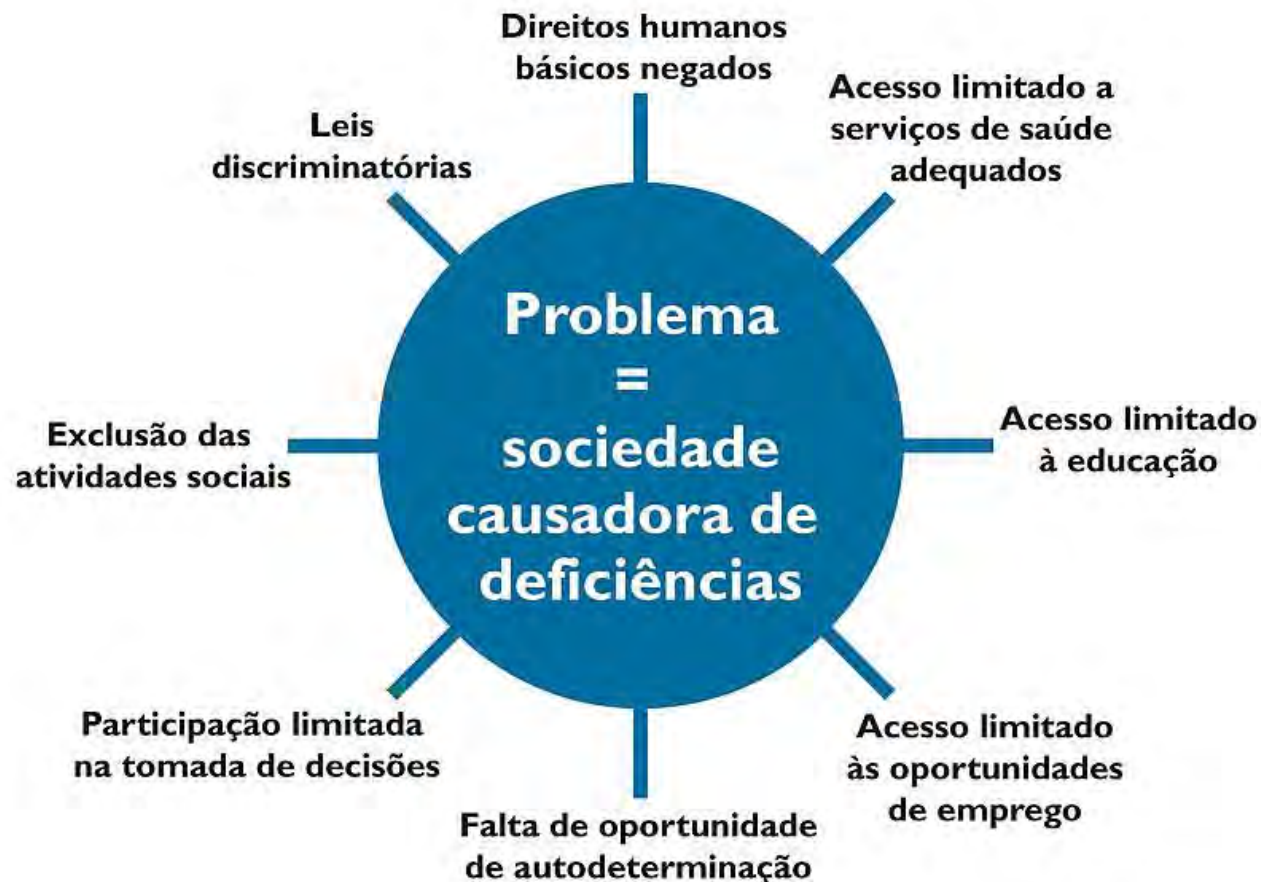 Direitos humanos
básicos negados
Acesso limitado a
serviços de saúde
adequados
Leis
discriminatórias
Problema
=
sociedade
causadora de
deficiências
Exclusão das
atividades sociais
Acesso limitado
à educação
Participação limitada
na tomada de decisões
Acesso limitado
às oportunidades
de emprego
Falta de oportunidade
de autodeterminação